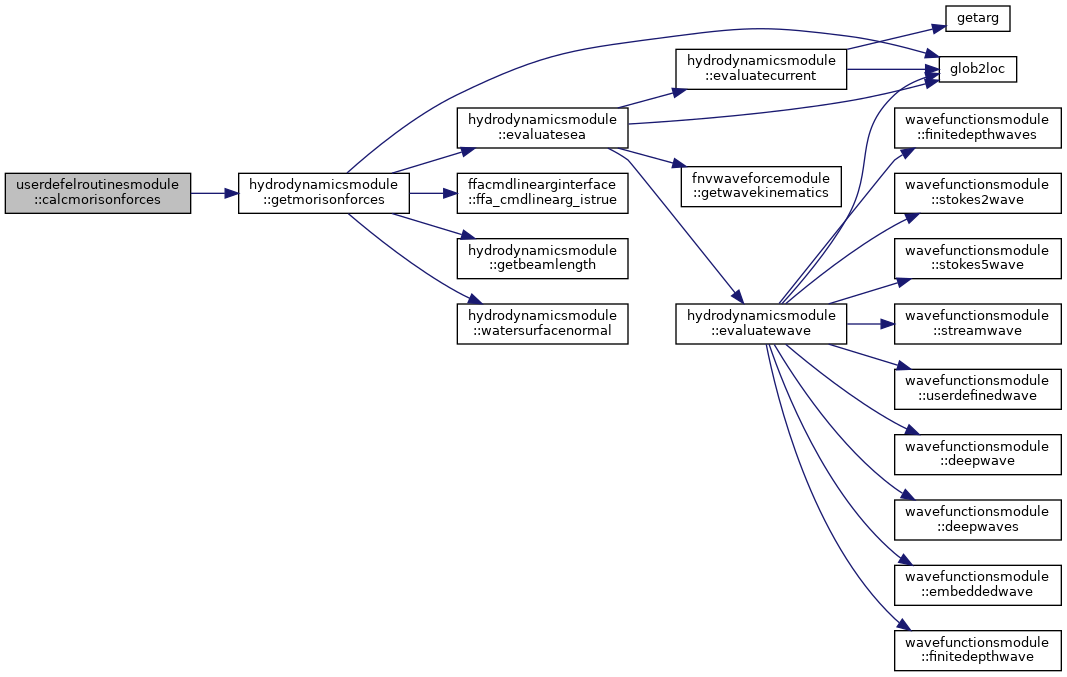 userdefelroutinesmodule
::calcmorisonforces
hydrodynamicsmodule
::getmorisonforces
hydrodynamicsmodule
::evaluatesea
ffacmdlinearginterface
::ffa_cmdlinearg_istrue
hydrodynamicsmodule
::getbeamlength
hydrodynamicsmodule
::watersurfacenormal
hydrodynamicsmodule
::evaluatecurrent
fnvwaveforcemodule
::getwavekinematics
hydrodynamicsmodule
::evaluatewave
getarg
glob2loc
wavefunctionsmodule
::finitedepthwaves
wavefunctionsmodule
::stokes2wave
wavefunctionsmodule
::stokes5wave
wavefunctionsmodule
::streamwave
wavefunctionsmodule
::userdefinedwave
wavefunctionsmodule
::deepwave
wavefunctionsmodule
::deepwaves
wavefunctionsmodule
::embeddedwave
wavefunctionsmodule
::finitedepthwave